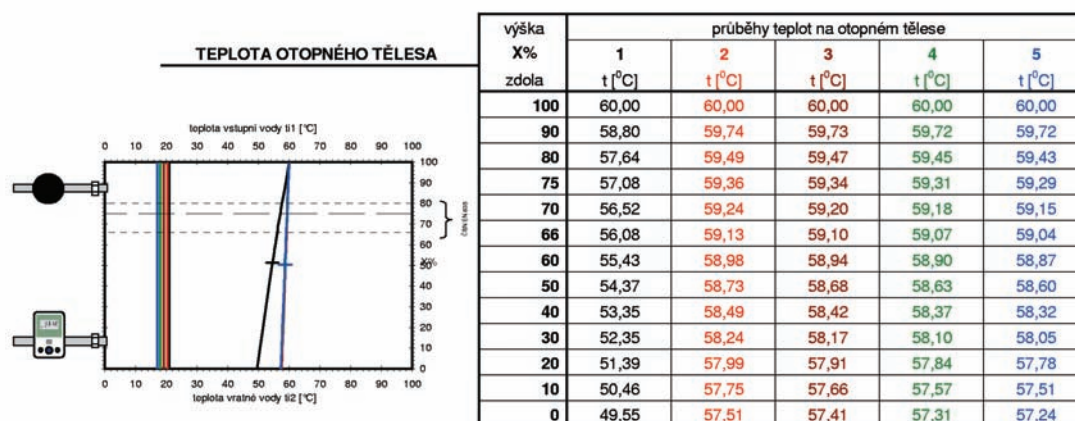 TEPLOTA OTOPNÉHO TĚLESA
teplota vstupní vody ti1 [°C]
0 10 20 30 40 50 60 70 80 90 100
100
90
80
70
60
50
X%
40
30
20
10
0
0 10 20 30 40 50 60 70 80 90 100
teplota vratné vody ti2 [°C]
výška průběhy teplot na otopném tělese
X% 1 2 3 4 5
zdola t [⁰C] t [⁰C] t [⁰C] t [⁰C] t [⁰C]
100 60,00 60,00 60,00 60,00 60,00
90 58,80 59,74 59,73 59,72 59,72
80 57,64 59,49 59,47 59,45 59,43
75 57,08 59,36 59,34 59,31 59,29
70 56,52 59,24 59,20 59,18 59,15
66 56,08 59,13 59,10 59,07 59,04
60 55,43 58,98 58,94 58,90 58,87
50 54,37 58,73 58,68 58,63 58,60
40 53,35 58,49 58,42 58,37 58,32
30 52,35 58,24 58,17 58,10 58,05
20 51,39 57,99 57,91 57,84 57,78
10 50,46 57,75 57,66 57,57 57,51
0 49,55 57,51 57,41 57,31 57,24